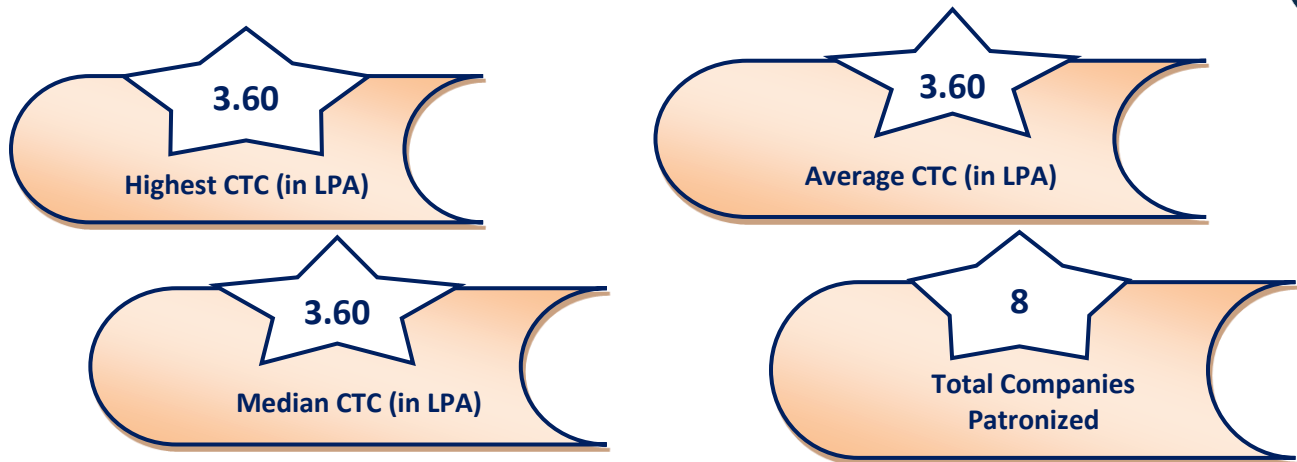 3.60
Highest CTC (in LPA)
3.60
Average CTC (in LPA)
3.60
Median CTC (in LPA)
8
Total Companies
Patronized